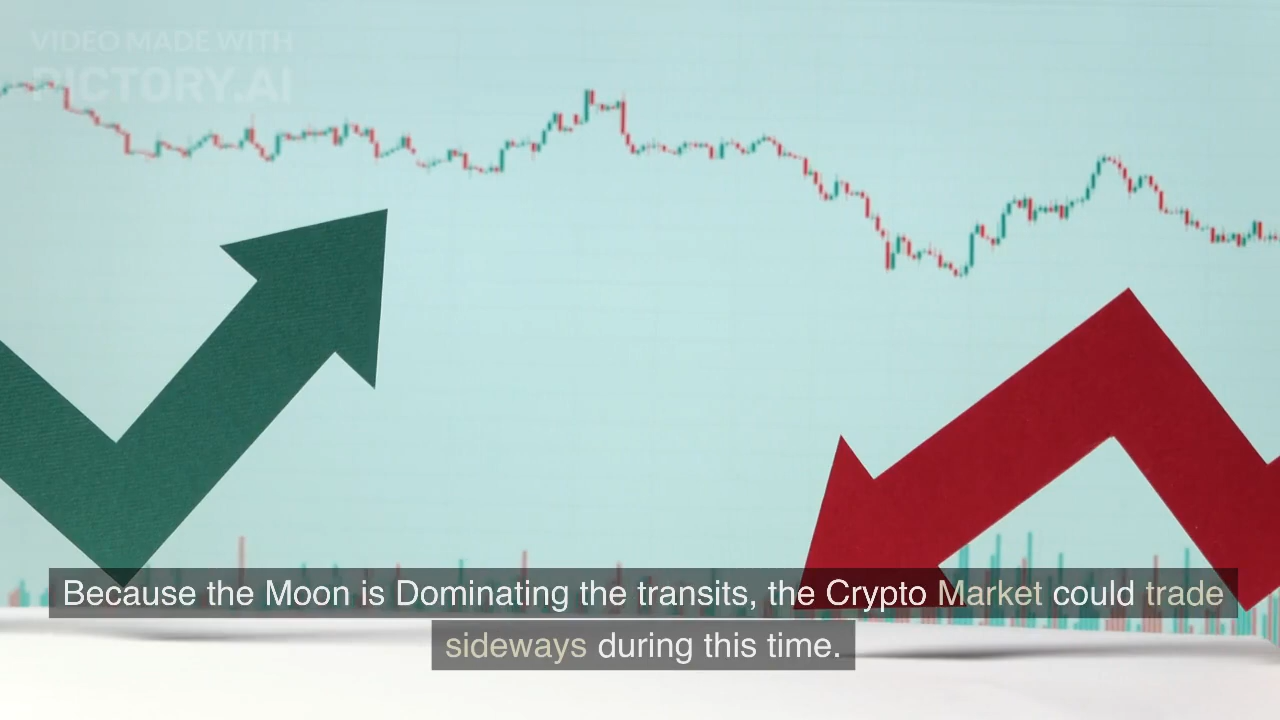 VIDEO MADE WITH
PICTORY.AI
Because the Moon is Dominating the transits, the Crypto Market could trade
sideways during this time.